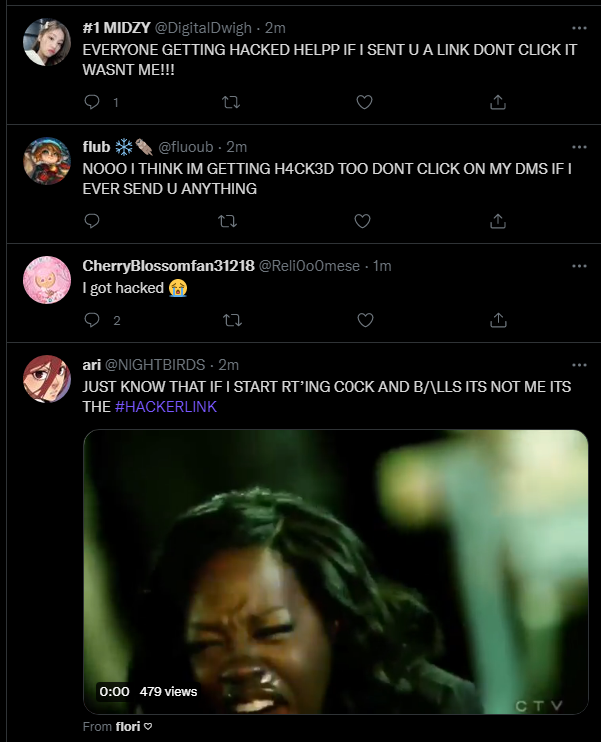 #1 MIDZY @DigitalDwigh · 2m
EVERYONE GETTING HACKED HELPP IF I SENT U A LINK DONT CLICK IT
WASNT ME!!!
1
flub ❄️🪶 @fluoub · 2m
NOOO I THINK IM GETTING H4CK3D TOO DONT CLICK ON MY DMS IF I
EVER SEND U ANYTHING
CherryBlossomfan31218 @Reli0o0mese · 1m
I got hacked 😭
2
ari @NIGHTBIRDS · 2m
JUST KNOW THAT IF I START RT'ING C0CK AND B/\LLS ITS NOT ME ITS
THE #HACKERLINK
0:00 479 views
CTV
From flori ♡